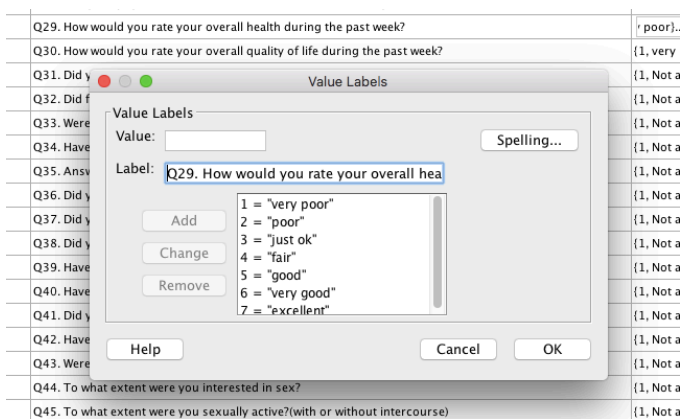 Q29. How would you rate your overall health during the past week?
poor}..
Q30. How would you rate your overall quality of life during the past week?
{1, very
Q31. Did y
{1, Not a
Q32. Did f
{1, Not a
Q33. Were
{1, Not a
Q34. Have
{1, Not a
Q35. Answ
{1, Not a
Q36. Did y
{1, Not a
Q37. Did y
{1, Not a
Q38. Did y
{1, Not a
Q39. Have
{1, Not a
Q40. Have
{1, Not a
Q41. Did y
{1, Not a
Q42. Have
{1, Not a
Q43. Were
{1, Not a
Q44. To what extent were you interested in sex?
{1, Not a
Q45. To what extent were you sexually active?(with or without intercourse)
{1, Not a
Value Labels
Value Labels
Value:
Spelling...
Label:
Q29. How would you rate your overall hea
Add
Change
Remove
1 = "very poor"
2 = "poor"
3 = "just ok"
4 = "fair"
5 = "good"
6 = "very good"
7 = "excellent"
Help
Cancel
OK